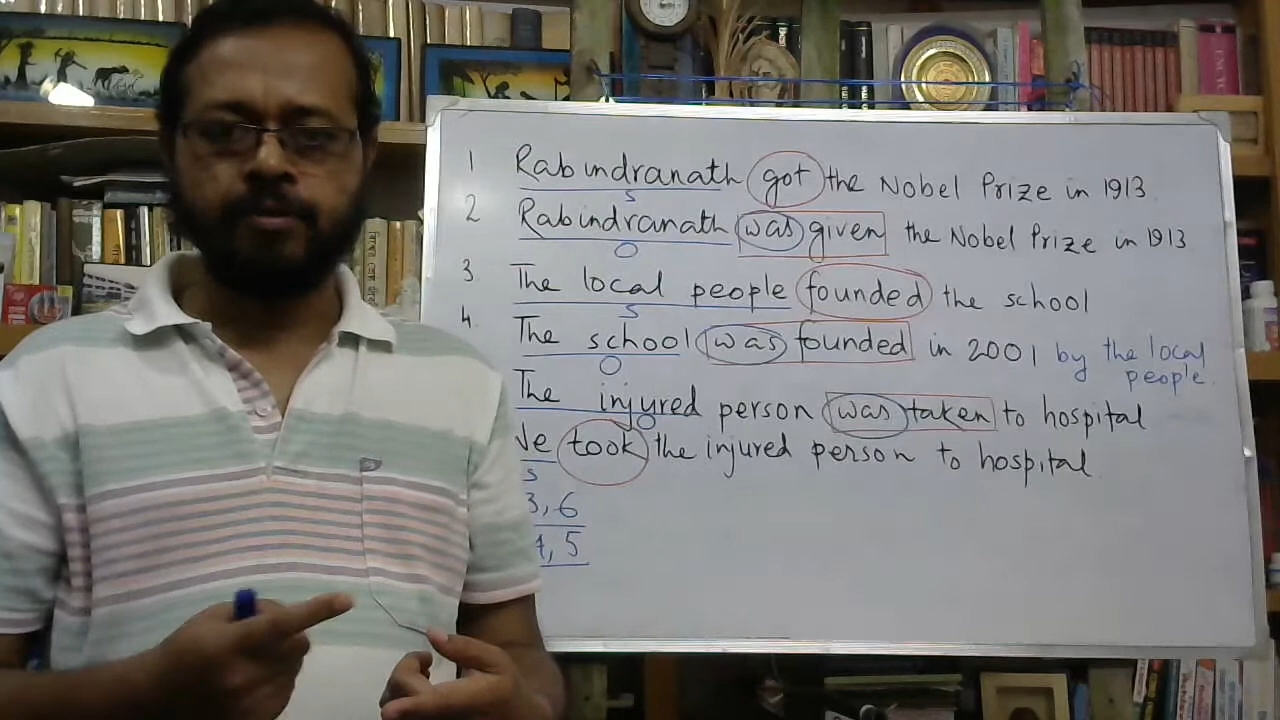 1 Rabindranath got the Nobel Prize in 1913.
S
2 Rabindranath was given the Nobel Prize in 1913
O
3 The local people founded the school
S
4. The school was founded in 2001 by the local people.
O
The injured person was taken to hospital
O
We took the injured person to hospital
S
3, 6
4, 5